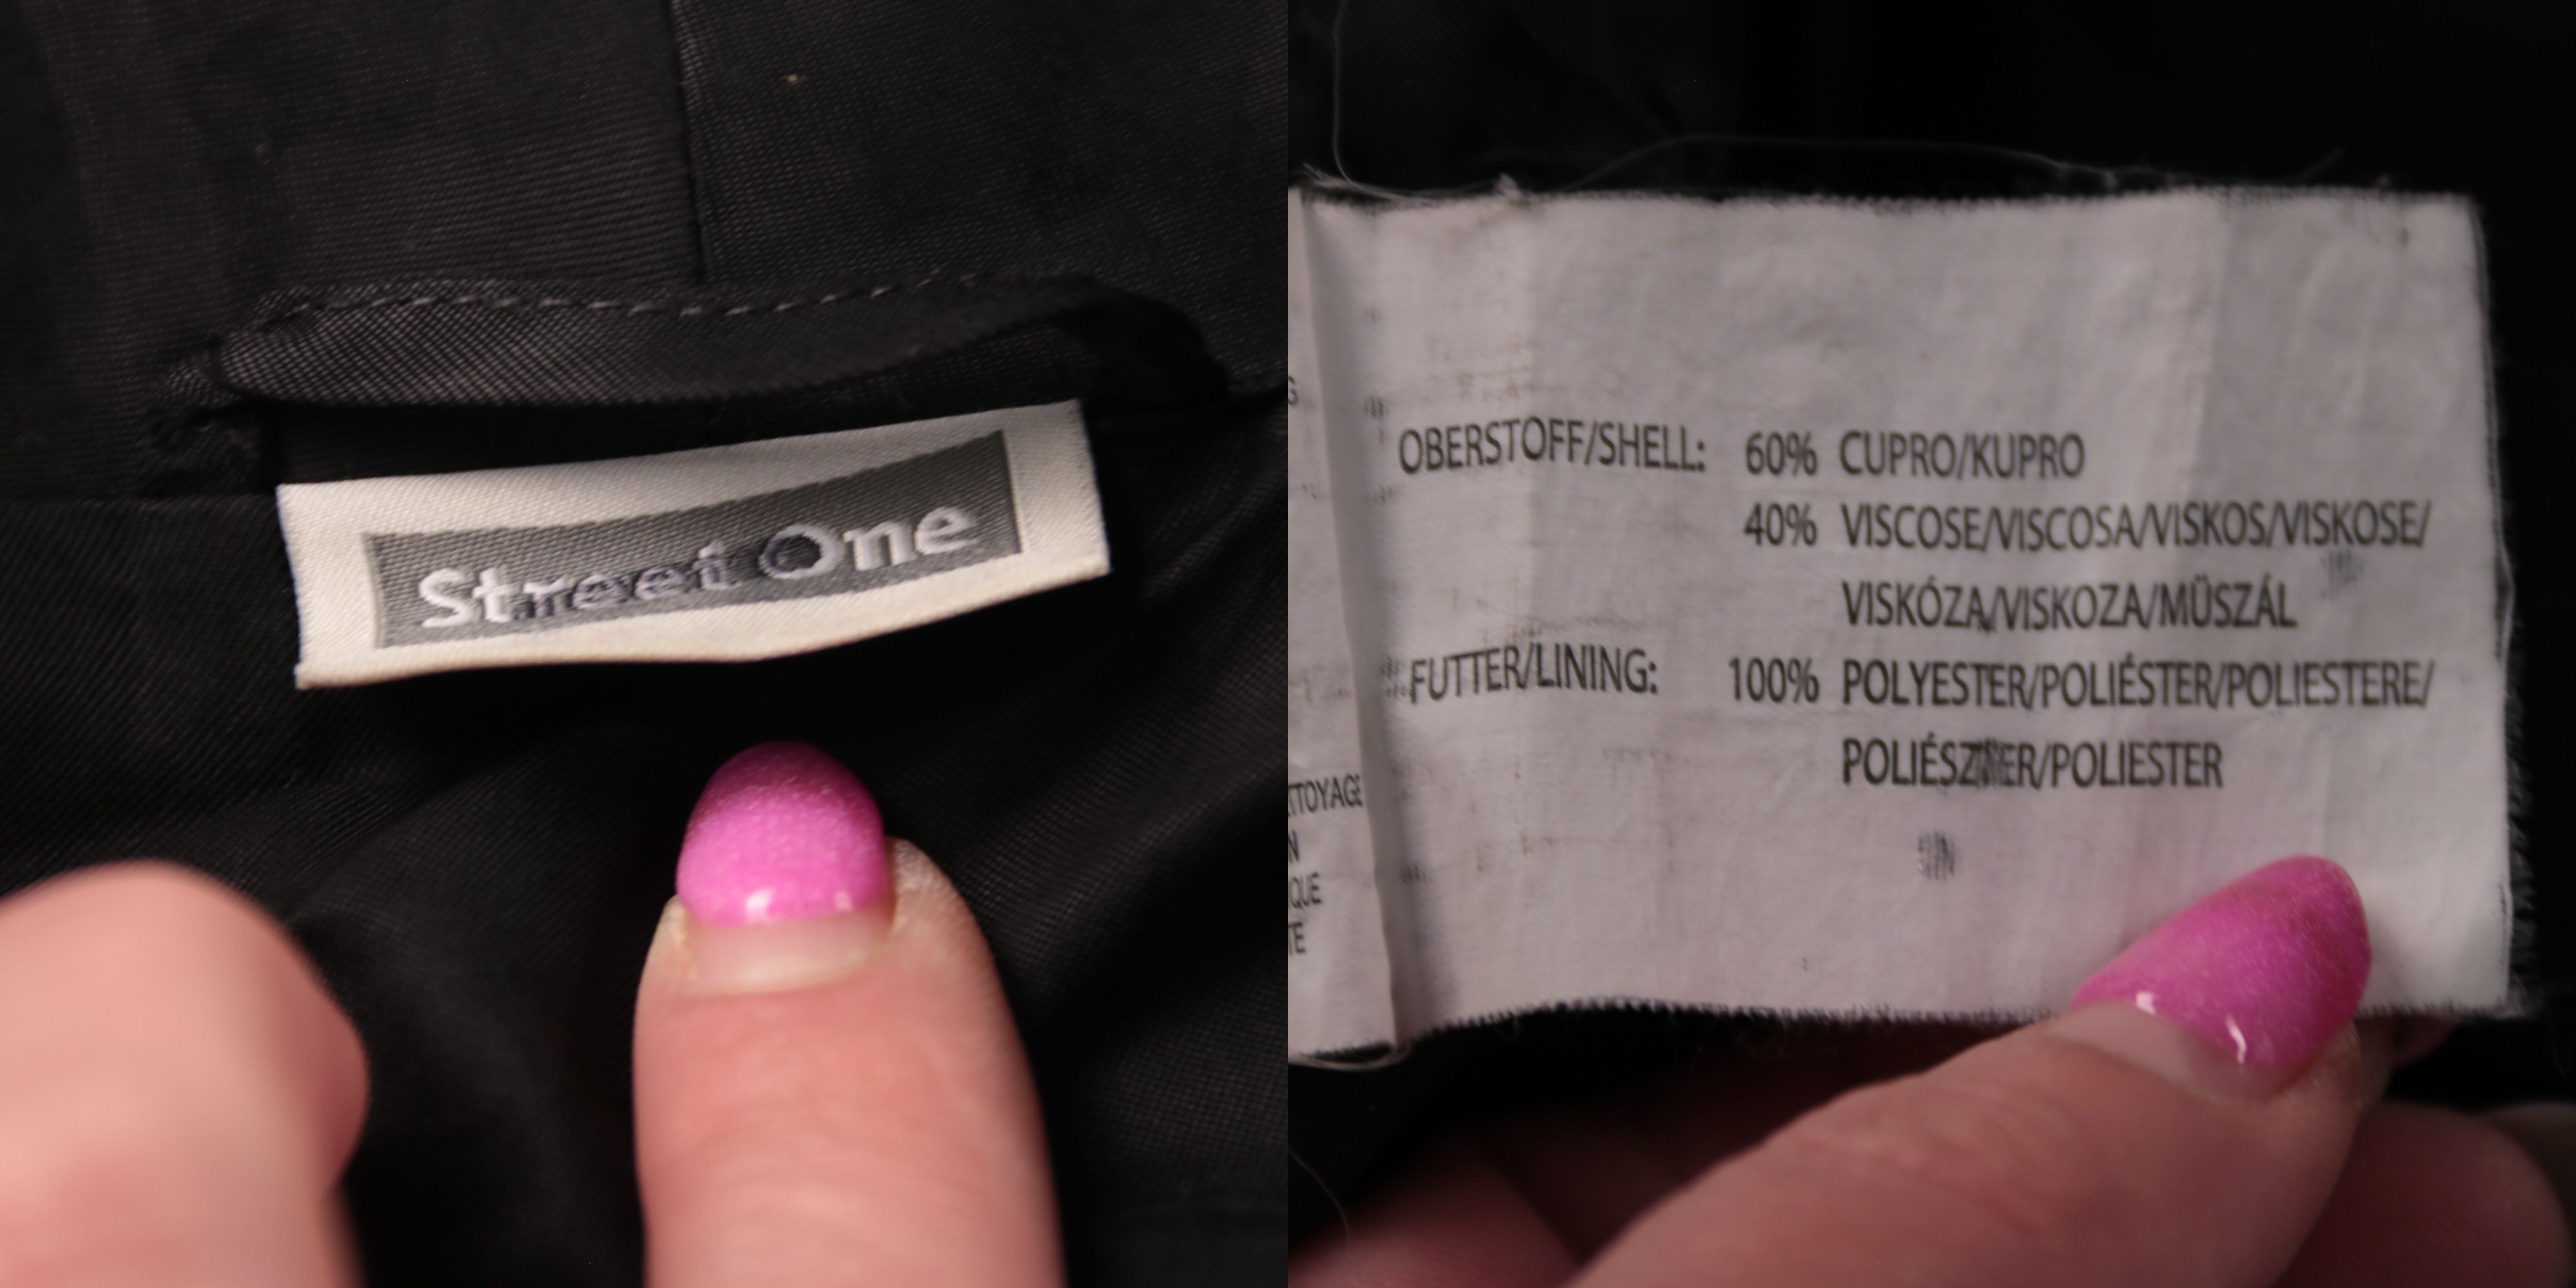 Street One
OBERSTOFF/SHELL: 60% CUPRO/KUPRO
40% VISCOSE/VISCOSA/VISKOS/VISKOSE/
VISKÓZA/VISKOZA/MŰSZÁL
FUTTER/LINING: 100% POLYESTER/POLIÉSTER/POLIESTERE/
POLIÉSZTER/POLIESTER